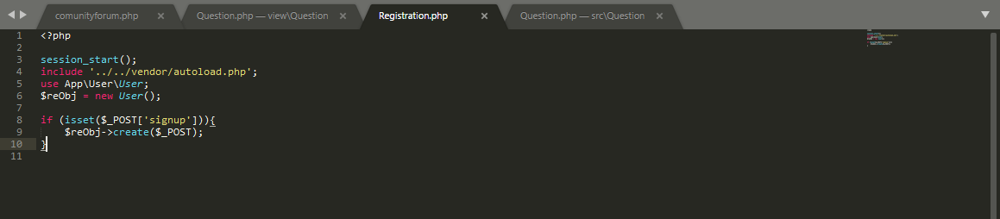 comunityforum.php × Question.php — view\Question × Registration.php × Question.php — src\Question ×
1 <?php
2
3 session_start();
4 include '../../vendor/autoload.php';
5 use App\User\User;
6 $reObj = new User();
7
8 if (isset($_POST['signup'])){
9 $reObj->create($_POST);
10 }
11